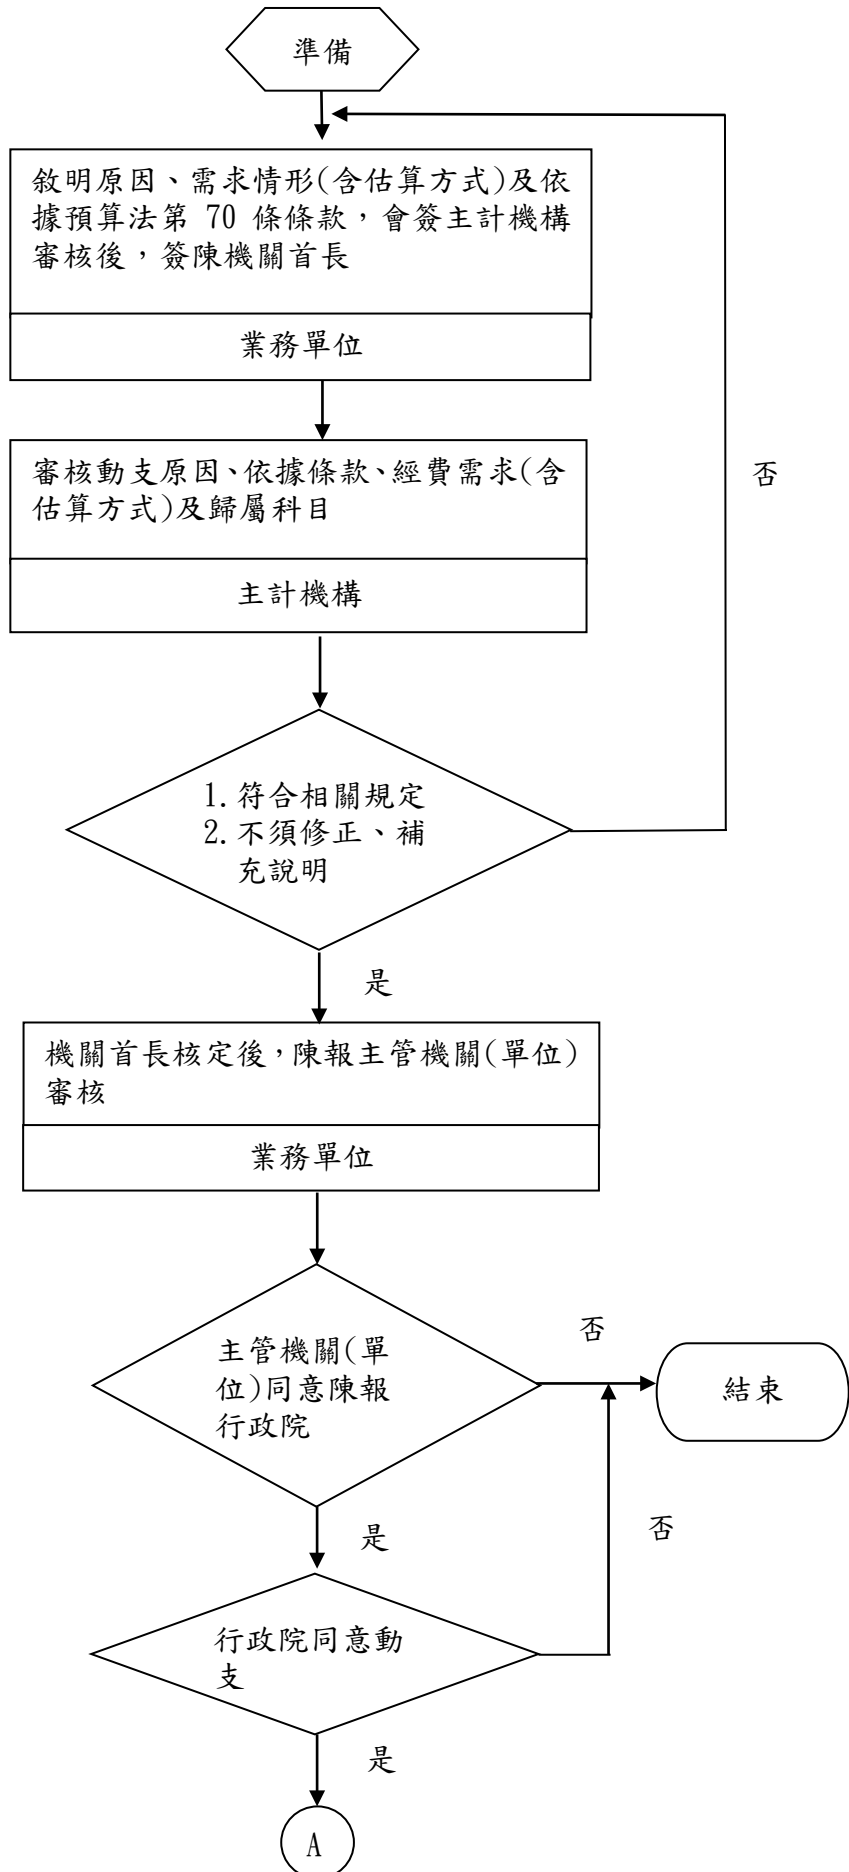 準備
敘明原因、需求情形(含估算方式)及依
據預算法第 70 條條款，會簽主計機構
審核後，簽陳機關首長
業務單位
審核動支原因、依據條款、經費需求(含
估算方式)及歸屬科目
主計機構
否
1.符合相關規定
2.不須修正、補
充說明
是
機關首長核定後，陳報主管機關(單位)
審核
業務單位
主管機關(單
位)同意陳報
行政院
否
結束
是
否
行政院同意動
支
是
A